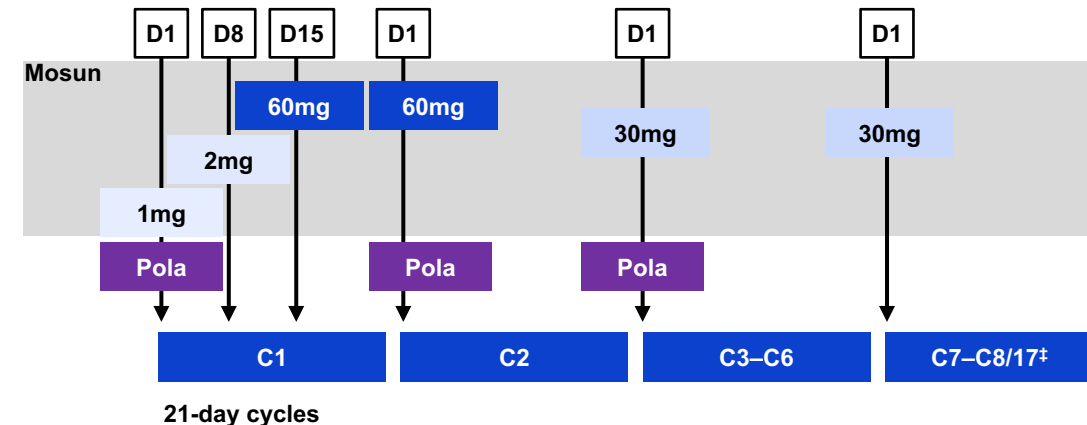 D1 D8 D15 D1 D1 D1
Mosun
60mg 60mg
30mg 30mg
2mg
1mg
Pola Pola Pola
C1 C2 C3–C6 C7–C8/17‡
21-day cycles